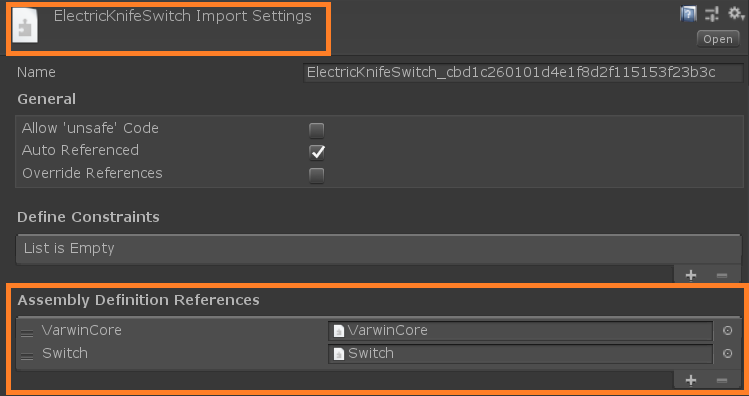 ElectricKnifeSwitch Import Settings
Open
Name ElectricKnifeSwitch_cbd1c260101d4e1f8d2f115153f23b3c
General
Allow 'unsafe' Code
Auto Referenced
Override References
Define Constraints
List is Empty
Assembly Definition References
VarwinCore VarwinCore
Switch Switch